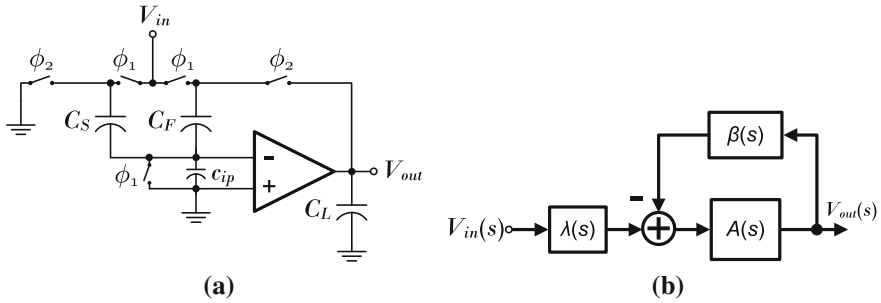 V_in
ϕ_2
ϕ_1
ϕ_1
ϕ_2
C_S
C_F
ϕ_1
c_ip
-
+
V_out
C_L
(a)
β(s)
-
V_in(s)
λ(s)
+
A(s)
V_out(s)
(b)